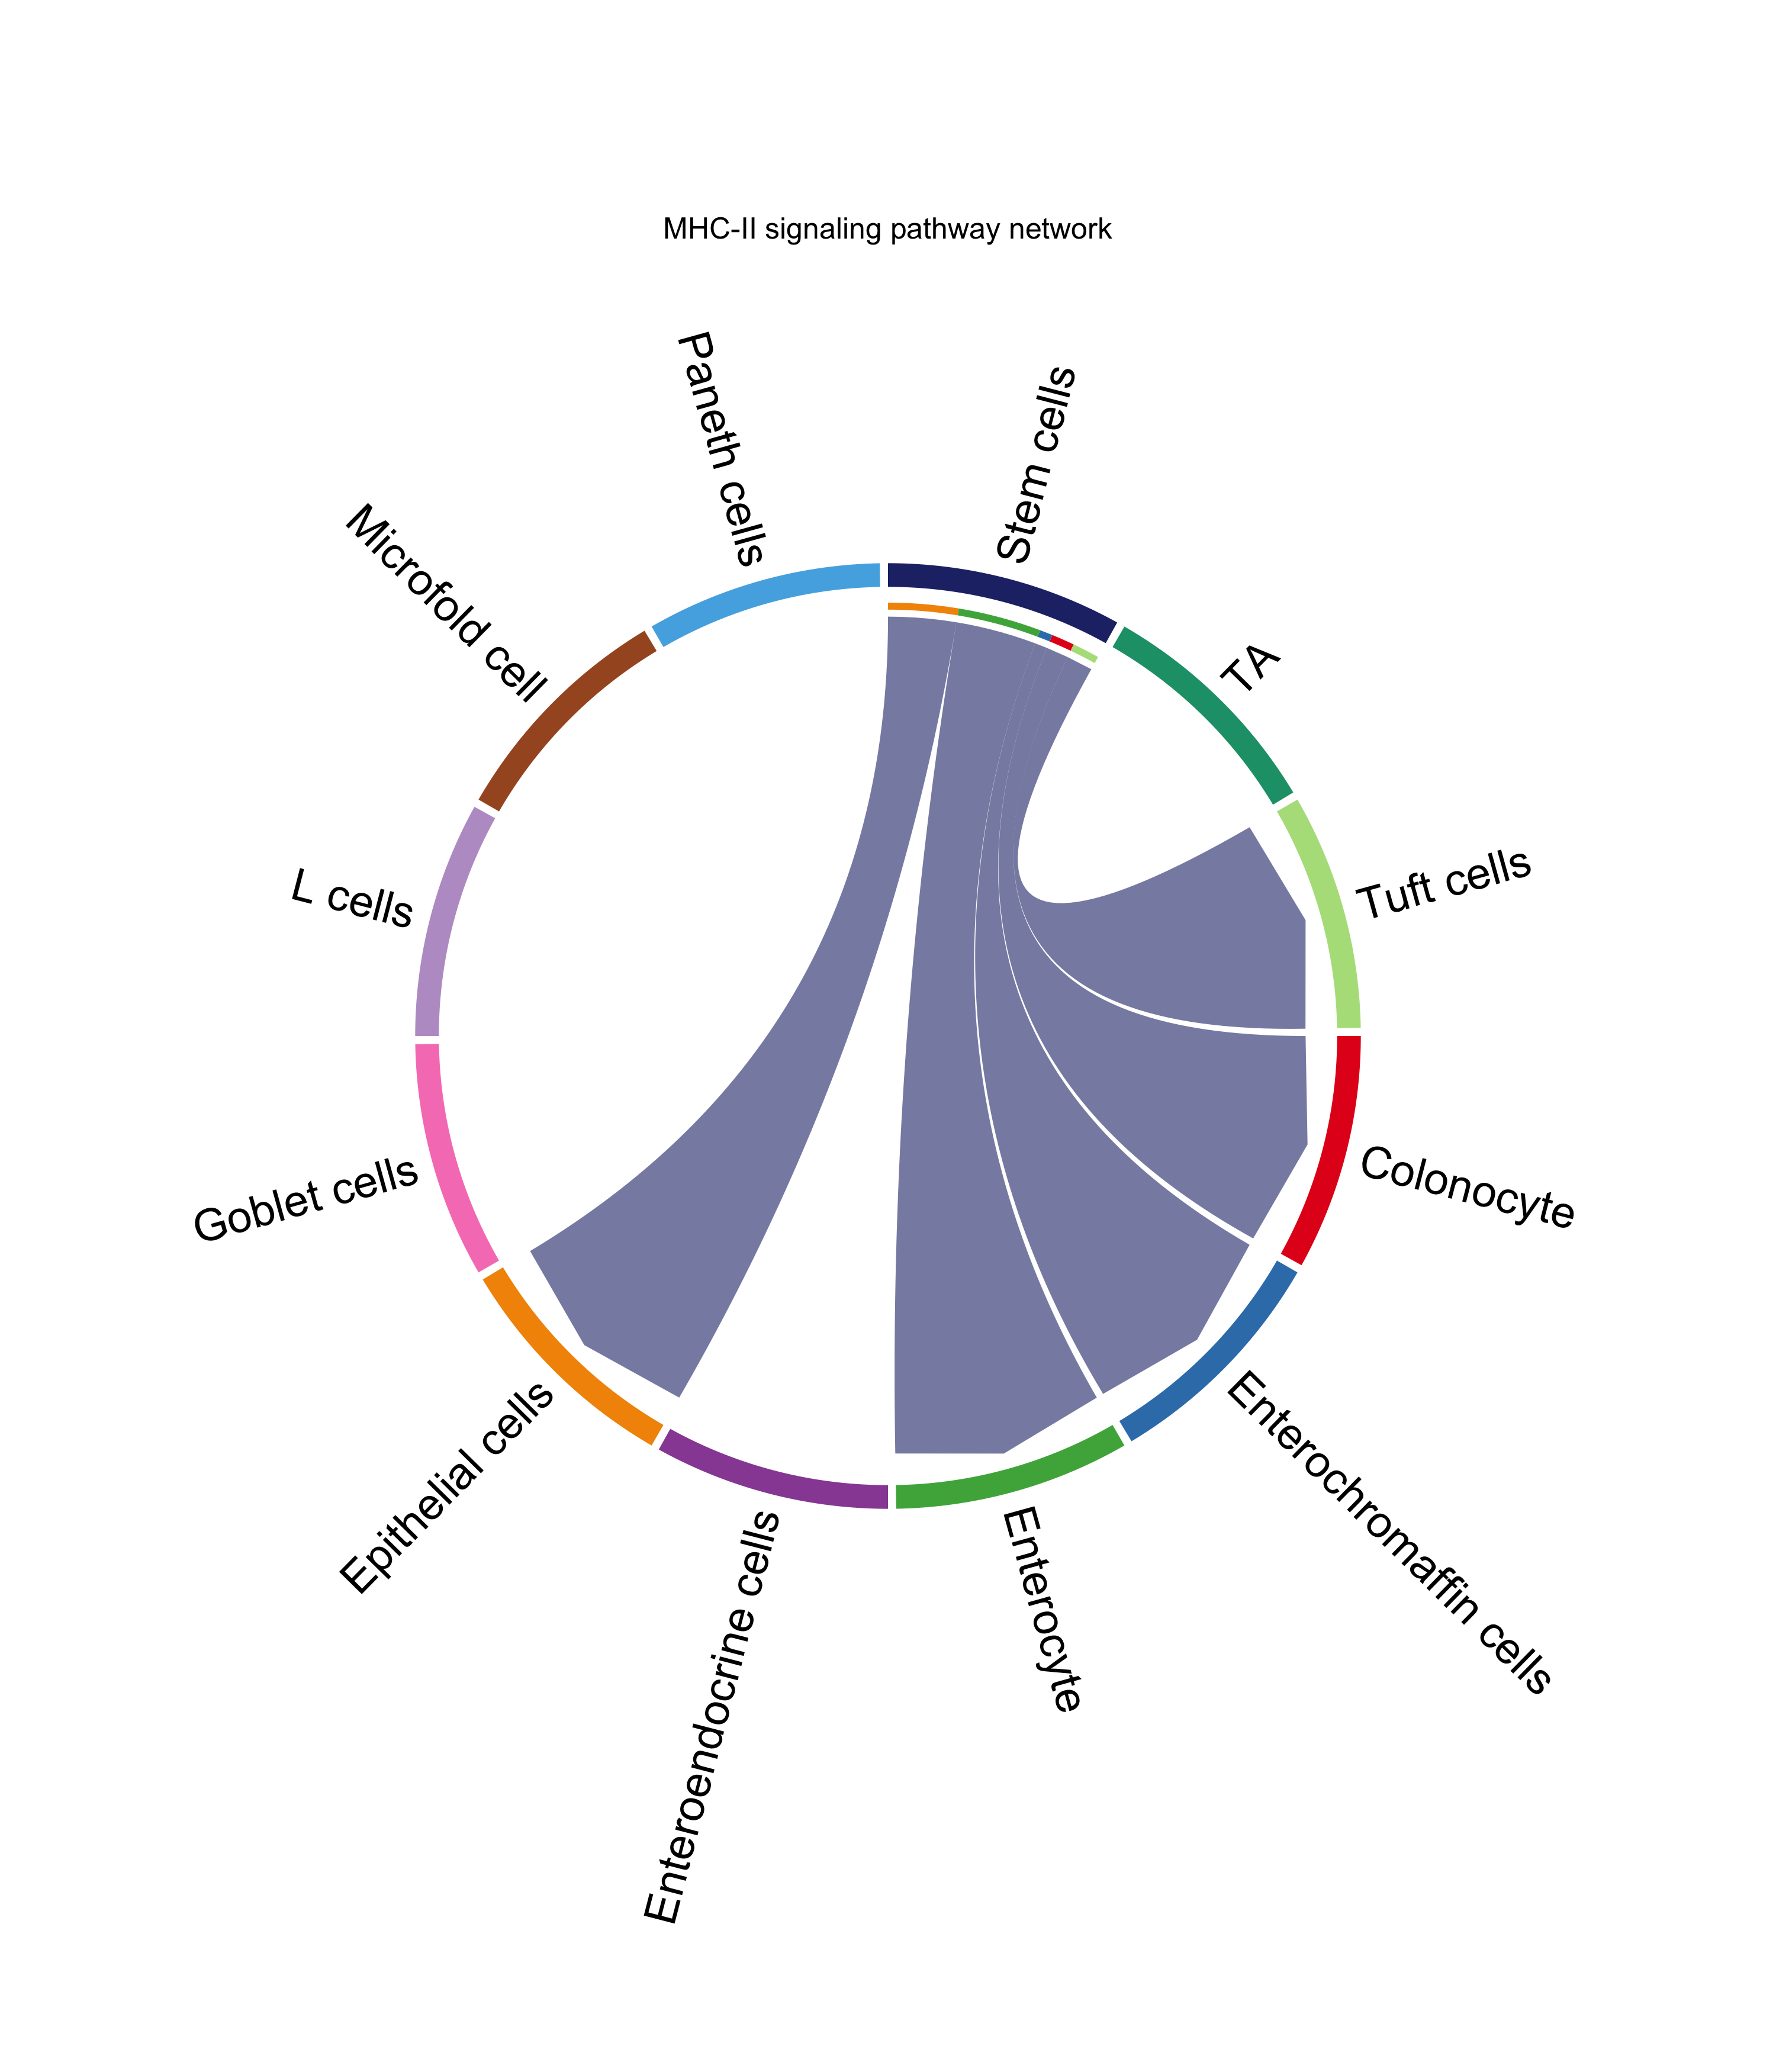 MHC-II signaling pathway network
Paneth cells
Stem cells
Microfold cell
TA
Tuft cells
L cells
Colonocyte
Goblet cells
Enterochromaffin cells
Epithelial cells
Enterocyte
Enteroendocrine cells